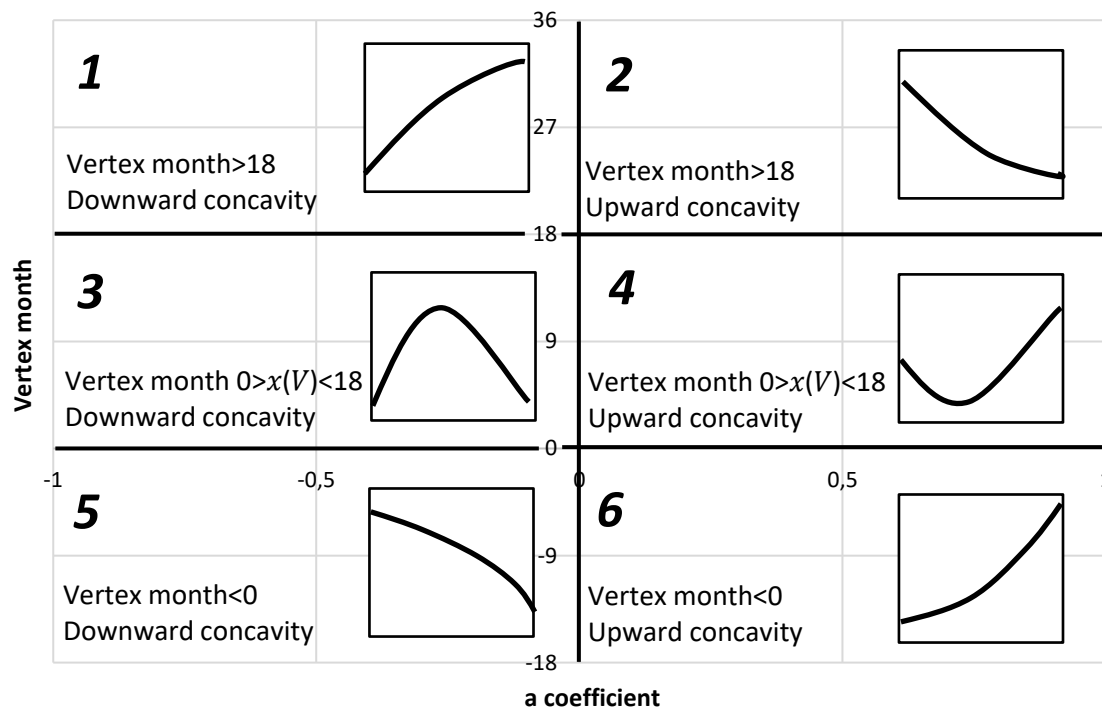 36
1
2
27
Vertex month>18
Downward concavity
Vertex month>18
Upward concavity
18
Vertex month
3
4
9
Vertex month 0>x(V)<18
Downward concavity
Vertex month 0>x(V)<18
Upward concavity
0
-1
-0,5
0
0,5
5
6
-9
Vertex month<0
Downward concavity
Vertex month<0
Upward concavity
-18
a coefficient